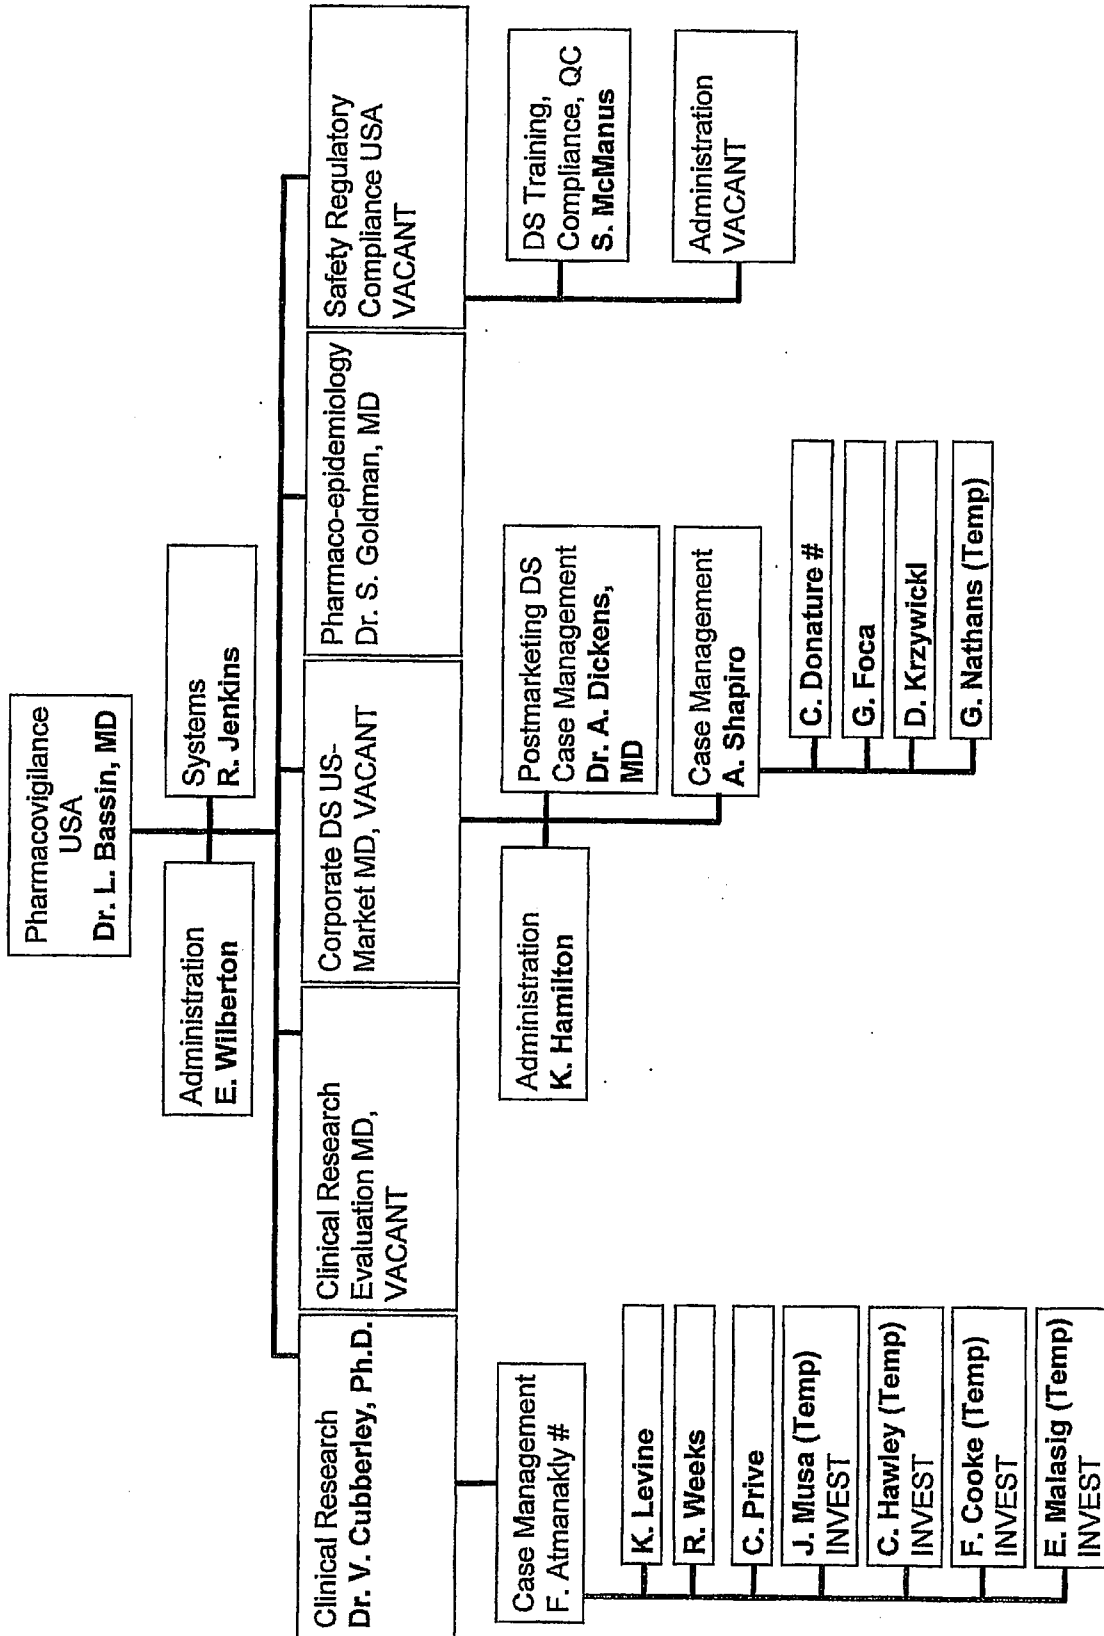 Pharmacovigilance
USA
Dr. L. Bassin, MD
Administration
E. Wilberton
Systems
R. Jenkins
Clinical Research
Dr. V. Cubberley, Ph.D.
Clinical Research
Evaluation MD,
VACANT
Corporate DS US-
Market MD, VACANT
Pharmaco-epidemiology
Dr. S. Goldman, MD
Safety Regulatory
Compliance USA
VACANT
Case Management
F. Atmanakly #
K. Levine
R. Weeks
C. Prive
J. Musa (Temp)
INVEST
C. Hawley (Temp)
INVEST
F. Cooke (Temp)
INVEST
E. Malasig (Temp)
INVEST
Administration
K. Hamilton
Postmarketing DS
Case Management
Dr. A. Dickens,
MD
Case Management
A. Shapiro
C. Donature #
G. Foca
D. Krzywickl
G. Nathans (Temp)
DS Training,
Compliance, QC
S. McManus
Administration
VACANT